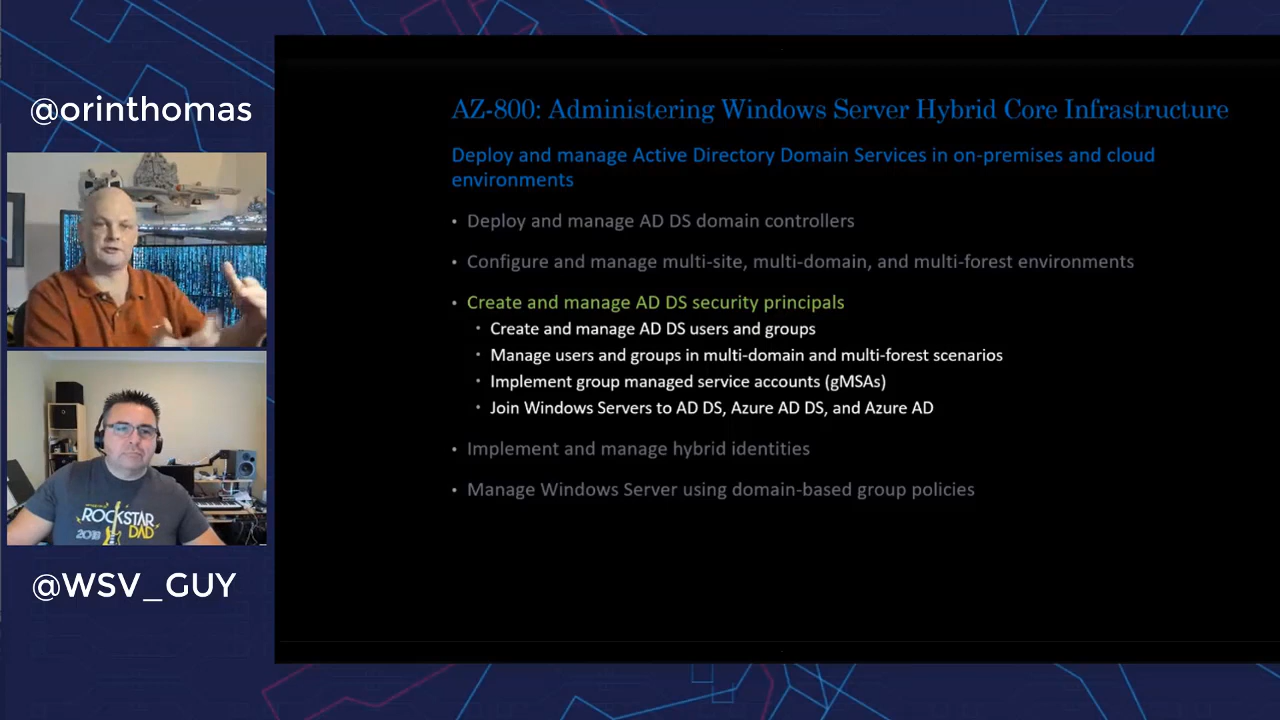 @orinthomas
AZ-800: Administering Windows Server Hybrid Core Infrastructure
Deploy and manage Active Directory Domain Services in on-premises and cloud
environments
• Deploy and manage AD DS domain controllers
• Configure and manage multi-site, multi-domain, and multi-forest environments
• Create and manage AD DS security principals
• Create and manage AD DS users and groups
• Manage users and groups in multi-domain and multi-forest scenarios
• Implement group managed service accounts (gMSAs)
• Join Windows Servers to AD DS, Azure AD DS, and Azure AD
• Implement and manage hybrid identities
• Manage Windows Server using domain-based group policies
ROCKSTAR
2018 DAD
@WSV_GUY